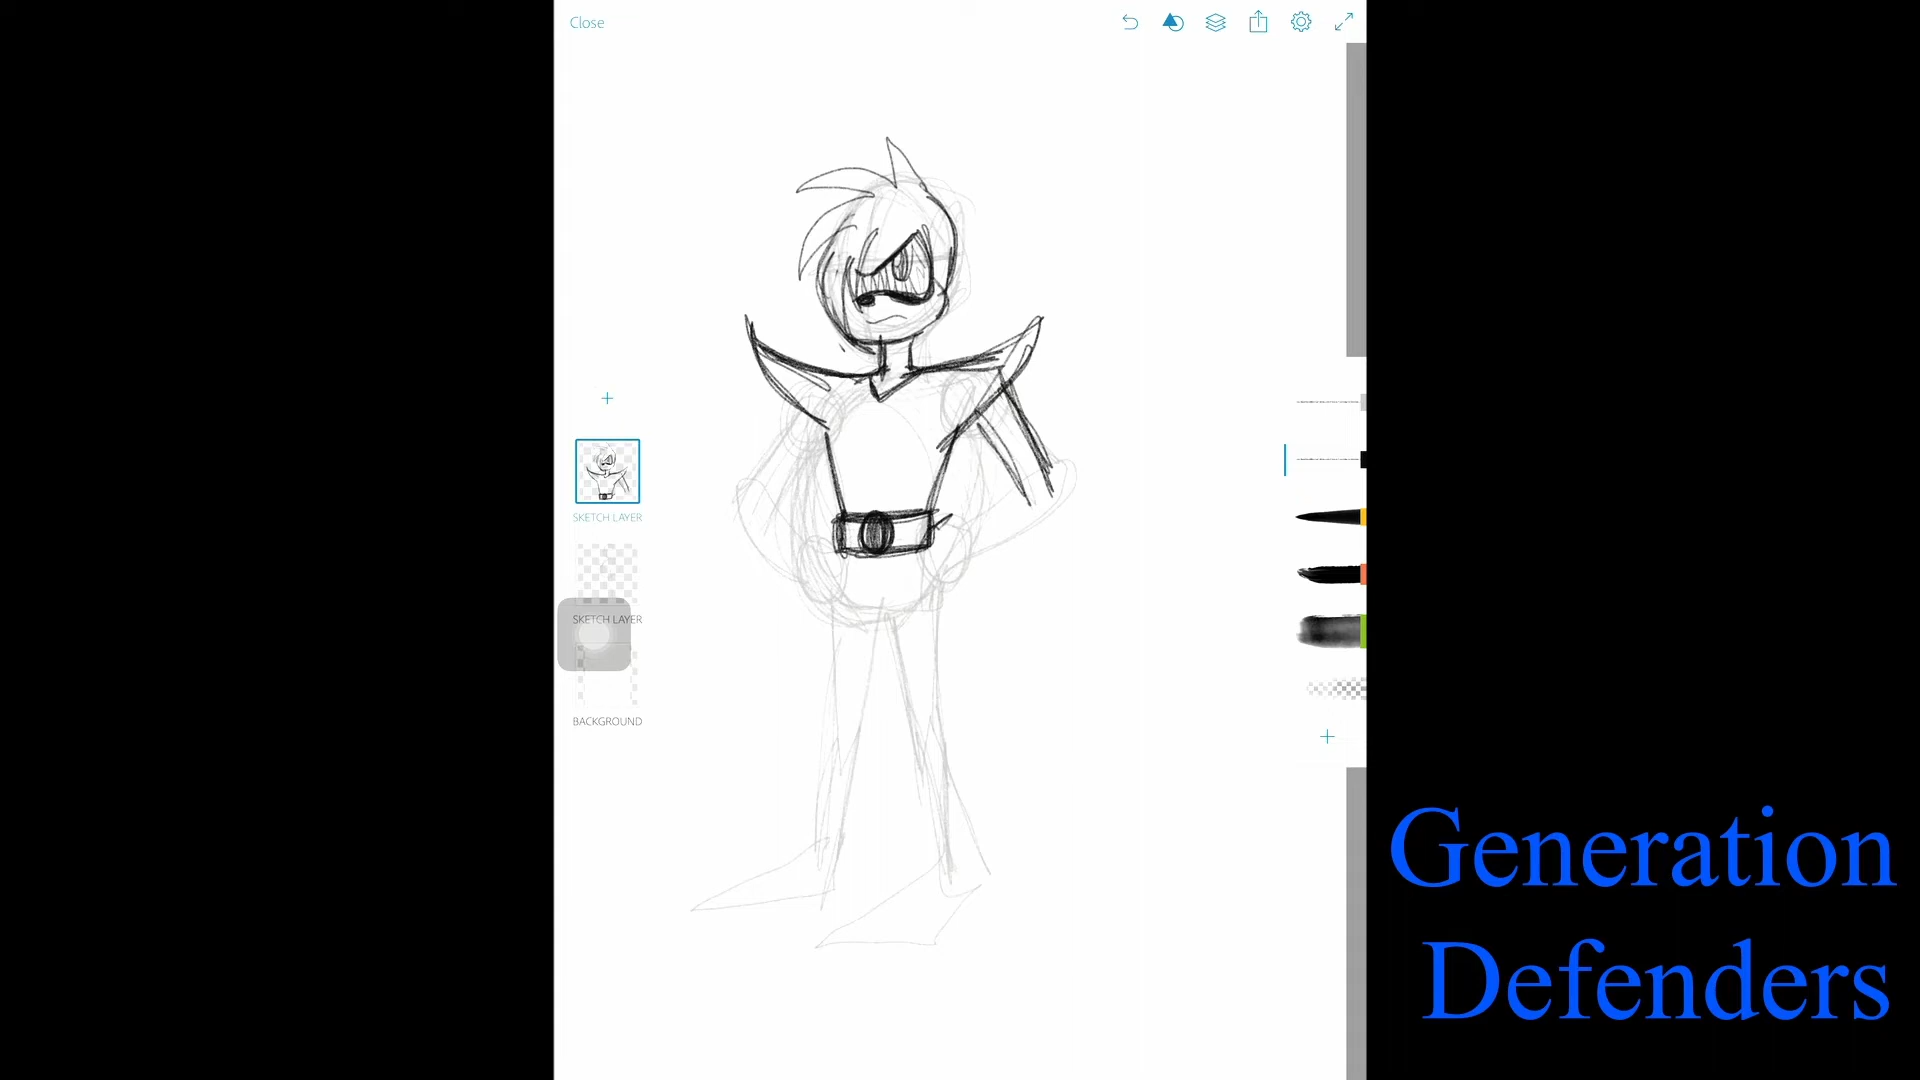 Close
SKETCH LAYER
SKETCH LAYER
BACKGROUND
Generation
Defenders